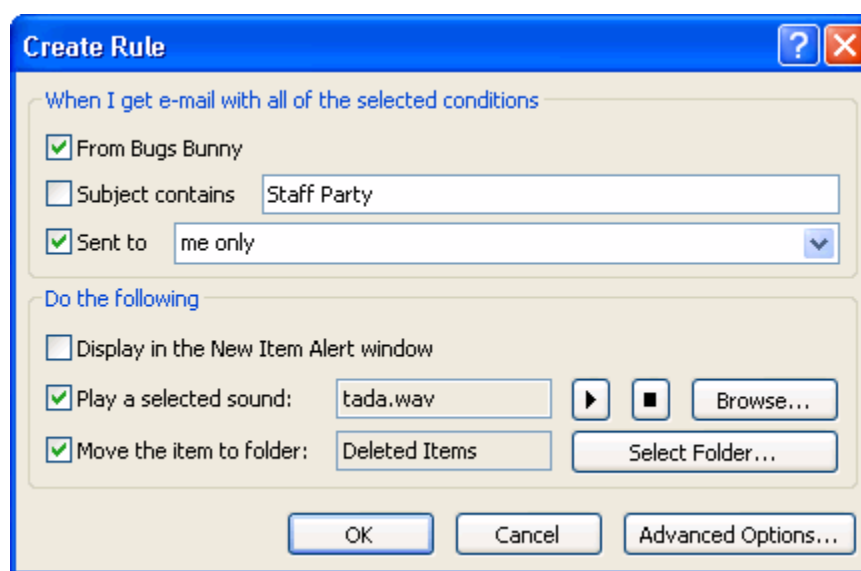 Create Rule
When I get e-mail with all of the selected conditions
From Bugs Bunny
Subject contains Staff Party
Sent to me only
Do the following
Display in the New Item Alert window
Play a selected sound: tada.wav Browse...
Move the item to folder: Deleted Items Select Folder...
OK Cancel Advanced Options...